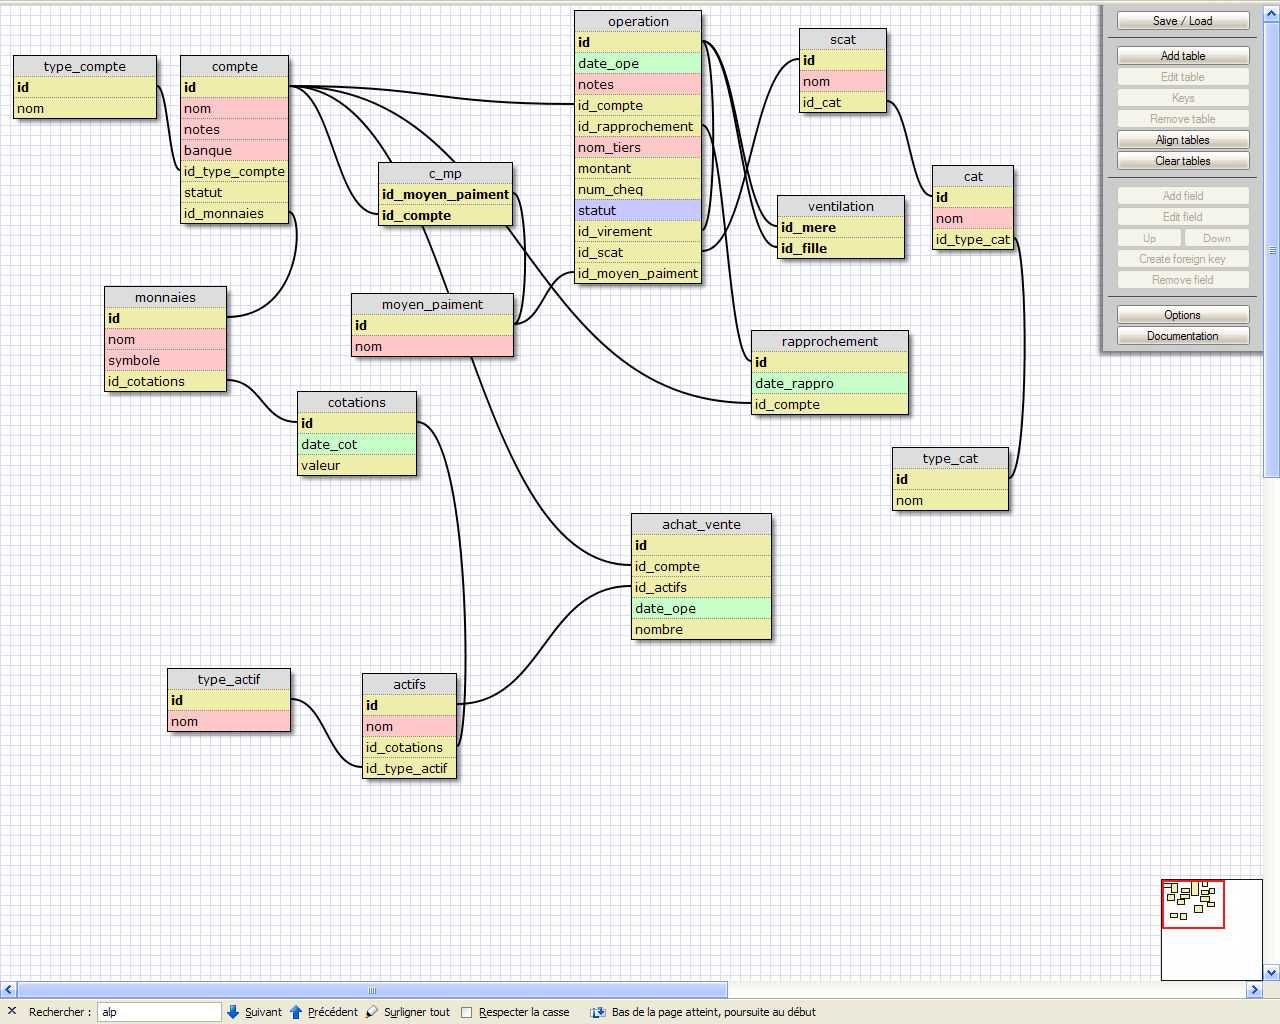 type_compte
id
nom
compte
id
nom
notes
banque
id_type_compte
statut
id_monnaies
operation
id
date_ope
notes
id_compte
id_rapprochement
nom_tiers
montant
num_cheq
statut
id_virement
id_scat
id_moyen_paiment
scat
id
nom
id_cat
c_mp
id_moyen_paiment
id_compte
cat
id
nom
id_type_cat
ventilation
id_mere
id_fille
monnaies
id
nom
symbole
id_cotations
moyen_paiment
id
nom
rapprochement
id
date_rappro
id_compte
cotations
id
date_cot
valeur
type_cat
id
nom
achat_vente
id
id_compte
id_actifs
date_ope
nombre
type_actif
id
nom
actifs
id
nom
id_cotations
id_type_actif
Save / Load
Add table
Edit table
Keys
Remove table
Align tables
Clear tables
Add field
Edit field
Up Down
Create foreign key
Remove field
Options
Documentation
Rechercher : alp Suivant Précédent Surligner tout Respecter la casse Bas de la page atteint, poursuite au début